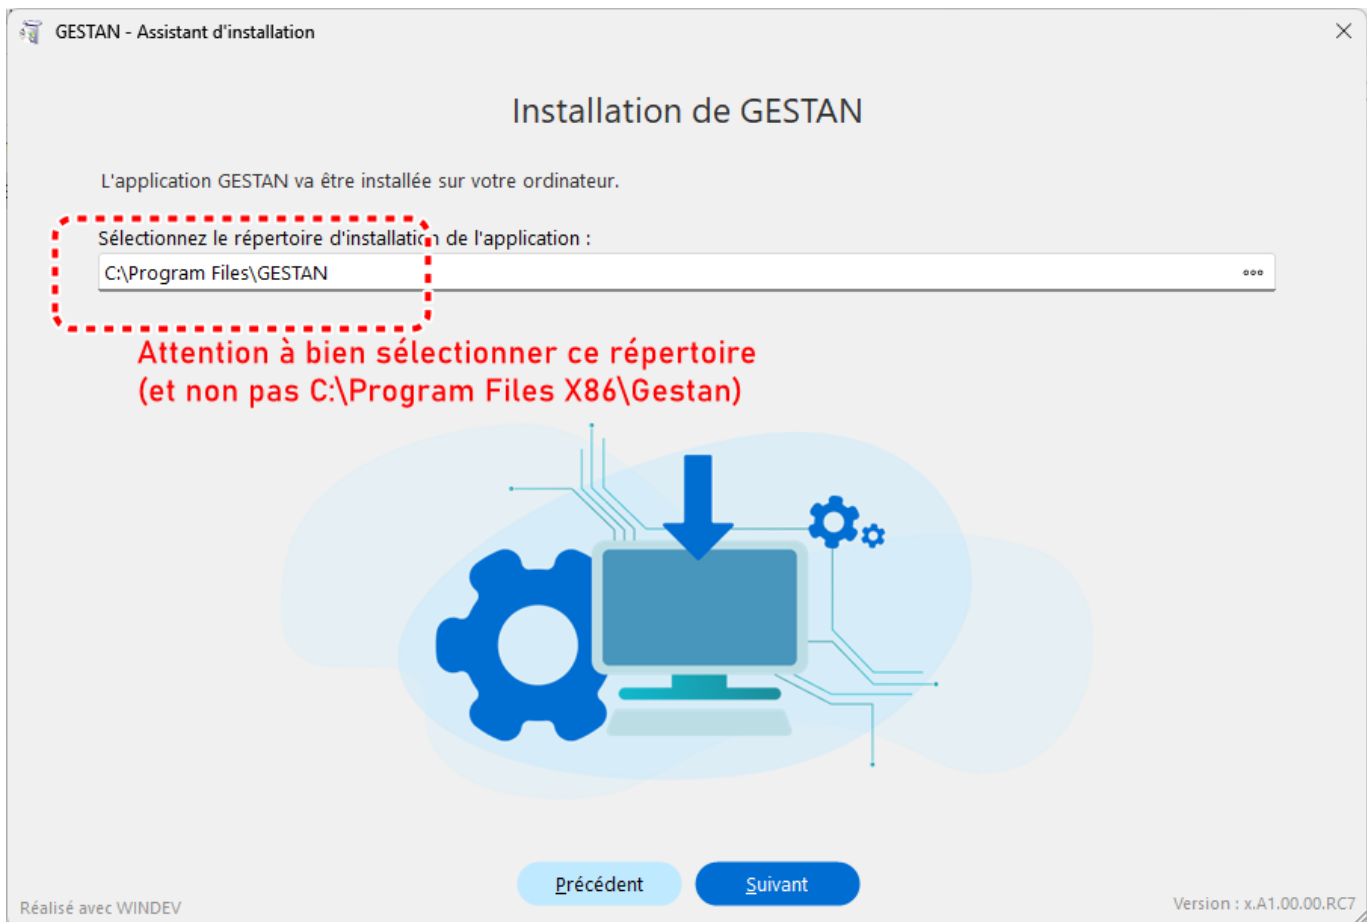 GESTAN - Assistant d'installation
Installation de GESTAN
L'application GESTAN va être installée sur votre ordinateur.
Sélectionnez le répertoire d'installation de l'application :
C:\Program Files\GESTAN
Attention à bien sélectionner ce répertoire
(et non pas C:\Program Files X86\Gestan)
Précédent
Suivant
Réalisé avec WINDEV
Version : x.A1.00.00.RC7